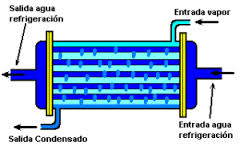 Salida agua
refrigeración
Entrada vapor
Salida Condensado
Entrada agua
refrigeración